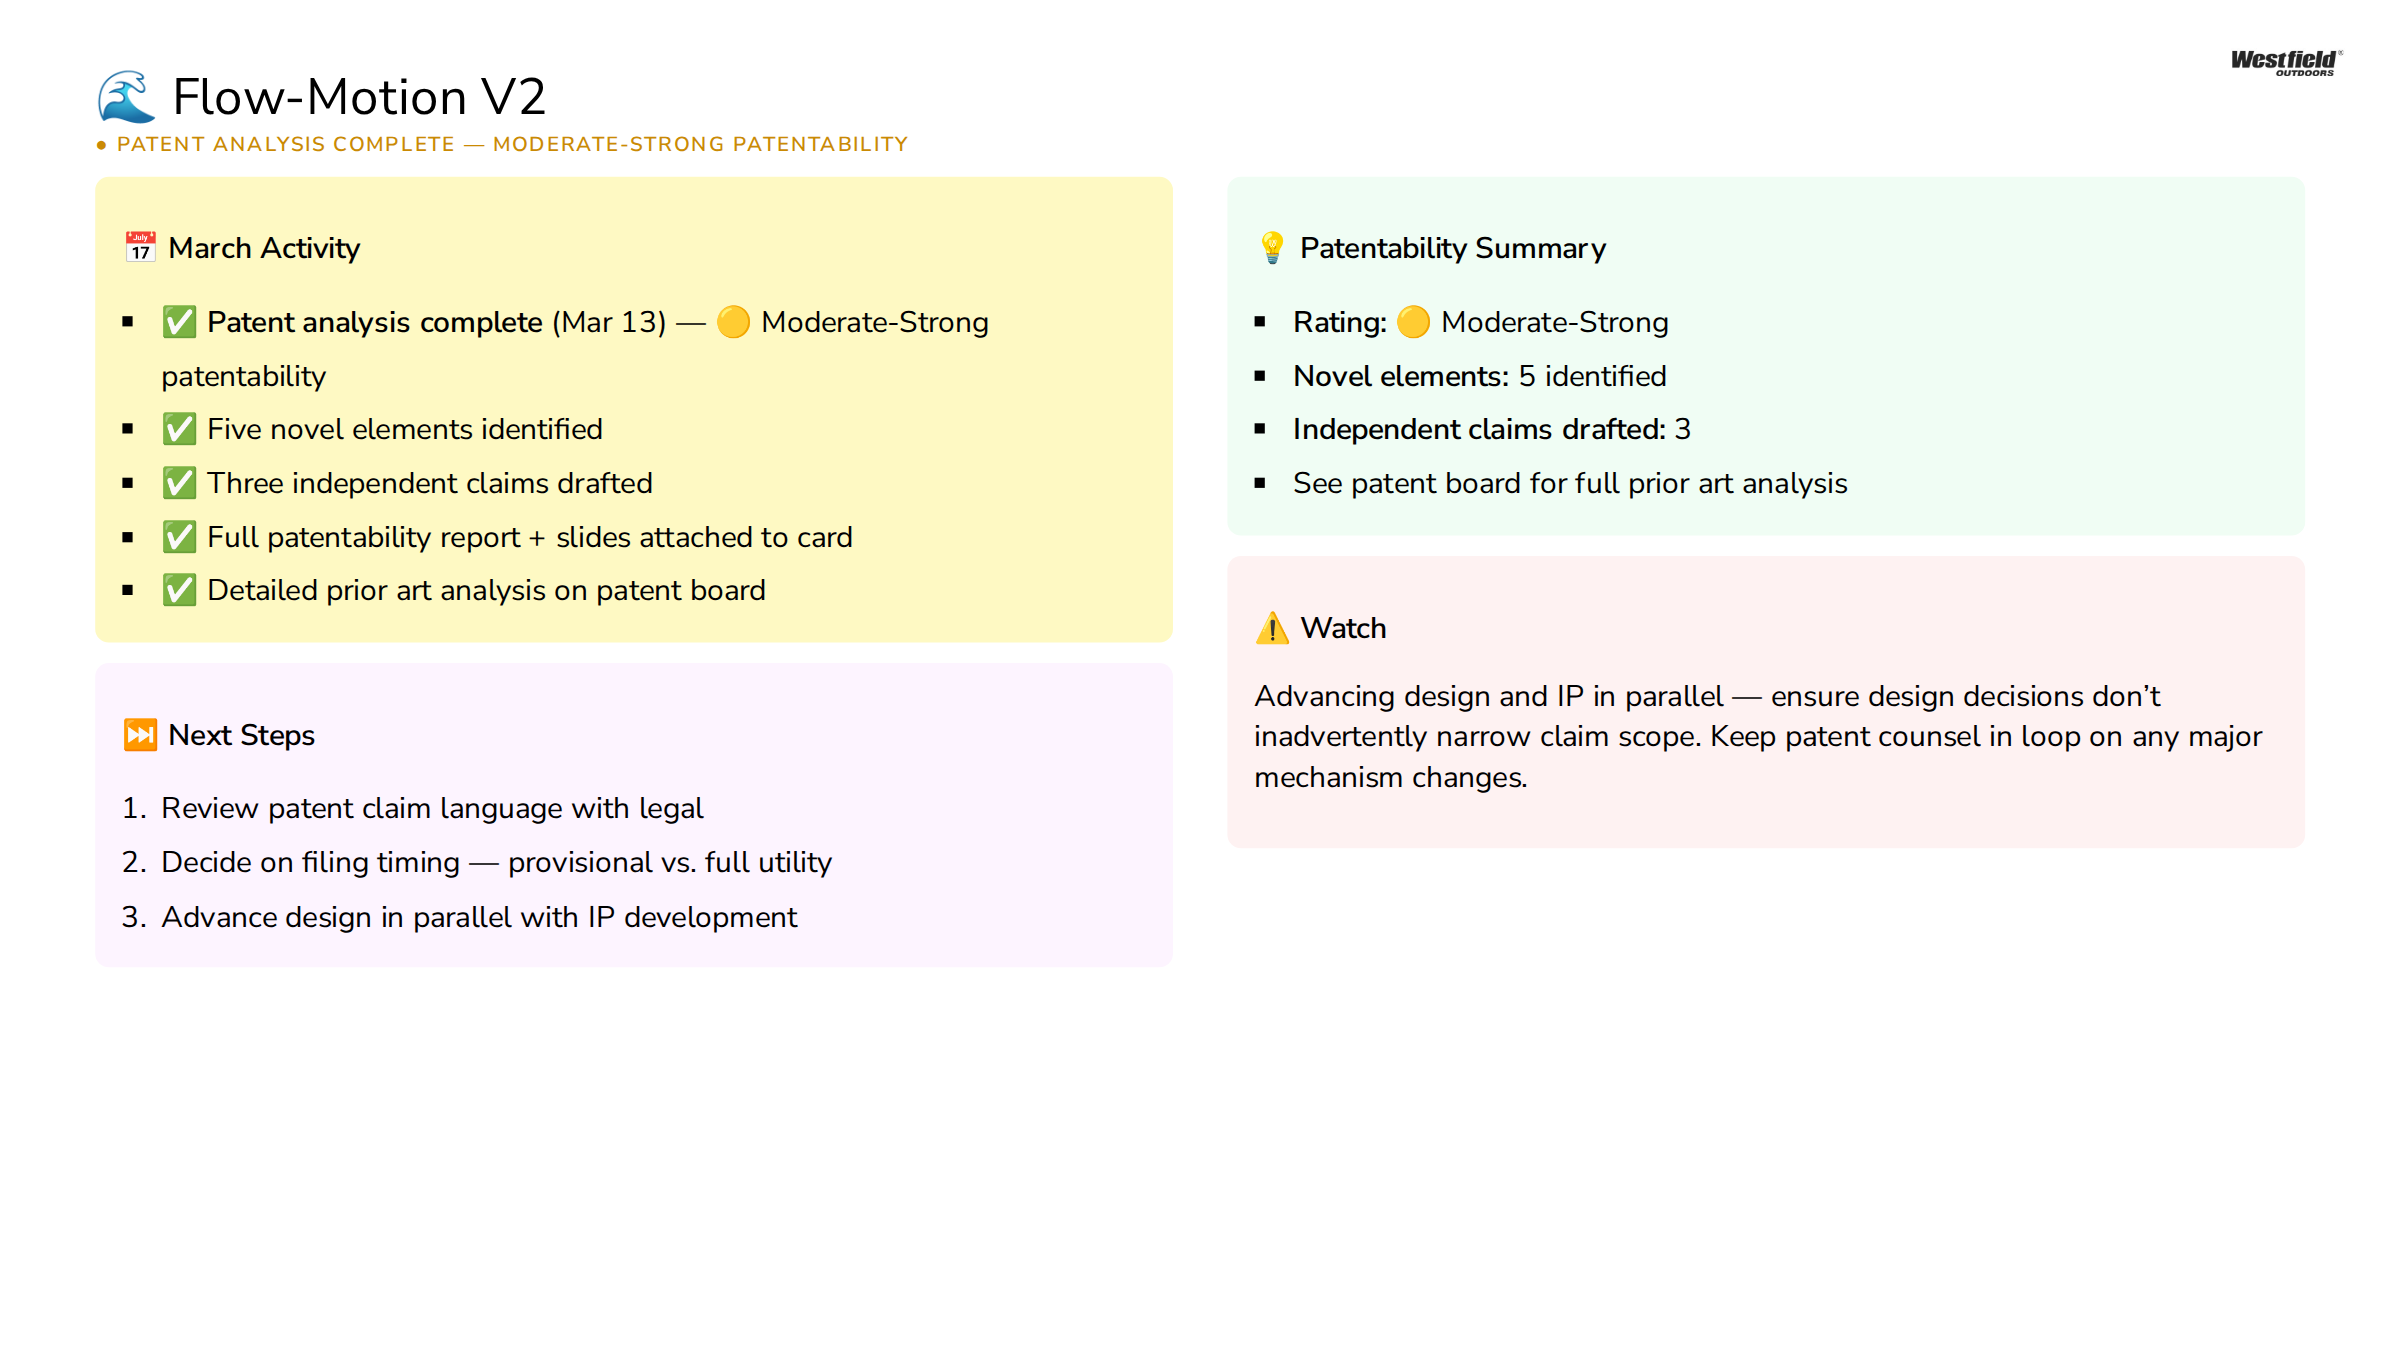 Westfield®
OUTDOORS
🌊 Flow-Motion V2
● PATENT ANALYSIS COMPLETE — MODERATE-STRONG PATENTABILITY
📅 March Activity
▪ ✅ Patent analysis complete (Mar 13) — 🟡 Moderate-Strong
patentability
▪ ✅ Five novel elements identified
▪ ✅ Three independent claims drafted
▪ ✅ Full patentability report + slides attached to card
▪ ✅ Detailed prior art analysis on patent board
⏭️ Next Steps
1. Review patent claim language with legal
2. Decide on filing timing — provisional vs. full utility
3. Advance design in parallel with IP development
💡 Patentability Summary
▪ Rating: 🟡 Moderate-Strong
▪ Novel elements: 5 identified
▪ Independent claims drafted: 3
▪ See patent board for full prior art analysis
⚠️ Watch
Advancing design and IP in parallel — ensure design decisions don’t
inadvertently narrow claim scope. Keep patent counsel in loop on any major
mechanism changes.